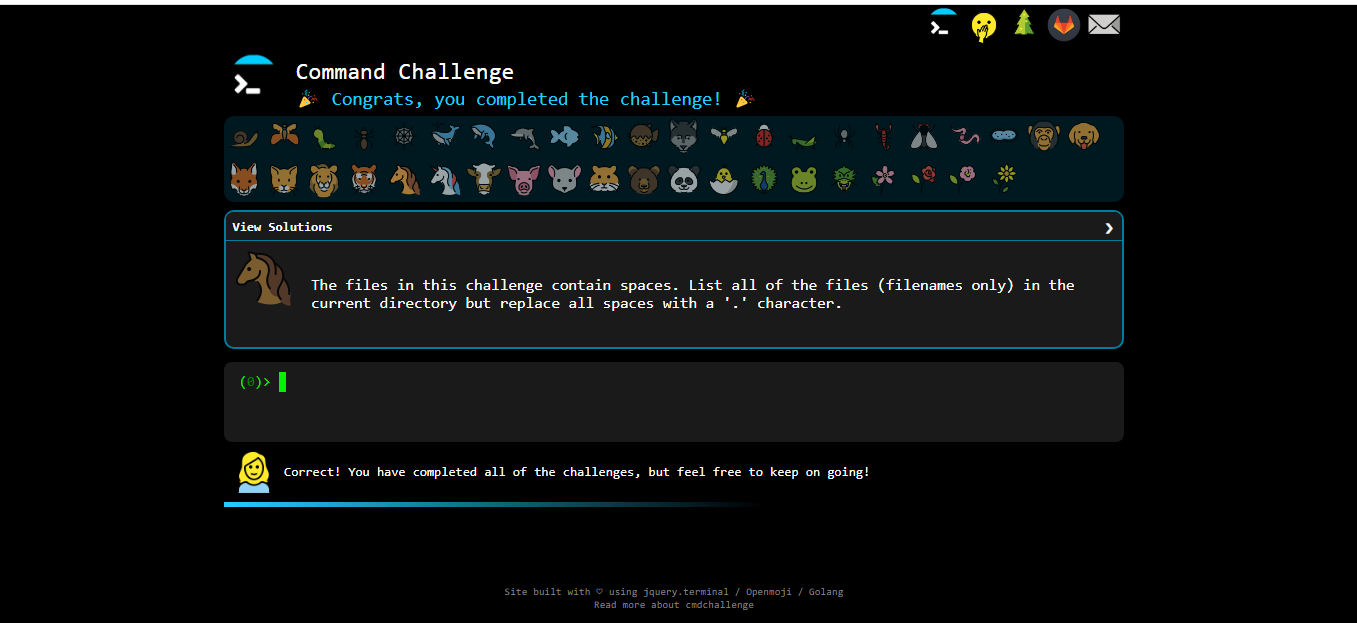 Command Challenge
🎉 Congrats, you completed the challenge! 🎉
View Solutions ❯
The files in this challenge contain spaces. List all of the files (filenames only) in the
current directory but replace all spaces with a '.' character.
(0)>
Correct! You have completed all of the challenges, but feel free to keep on going!
Site built with ♡ using jquery.terminal / Openmoji / Golang
Read more about cmdchallenge